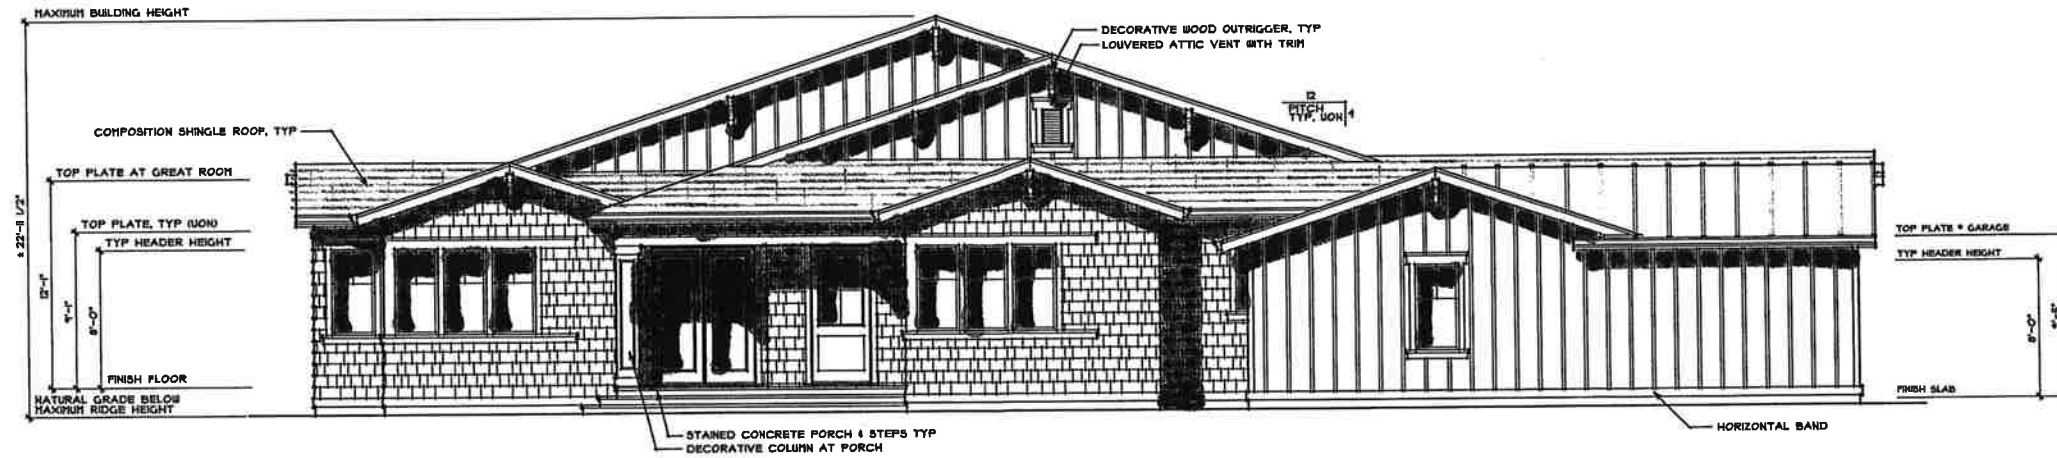 MAXIMUM BUILDING HEIGHT
DECORATIVE WOOD OUTRIGGER, TYP
LOUVERED ATTIC VENT WITH TRIM
12
PITCH
TYP. UON
4
COMPOSITION SHINGLE ROOF, TYP
TOP PLATE AT GREAT ROOM
TOP PLATE, TYP (UON)
TYP HEADER HEIGHT
± 22'-11 1/2"
12'-1"
9'-1"
8'-0"
FINISH FLOOR
NATURAL GRADE BELOW
MAXIMUM RIDGE HEIGHT
TOP PLATE @ GARAGE
TYP HEADER HEIGHT
8'-0"
FINISH SLAB
HORIZONTAL BAND
STAINED CONCRETE PORCH & STEPS TYP
DECORATIVE COLUMN AT PORCH